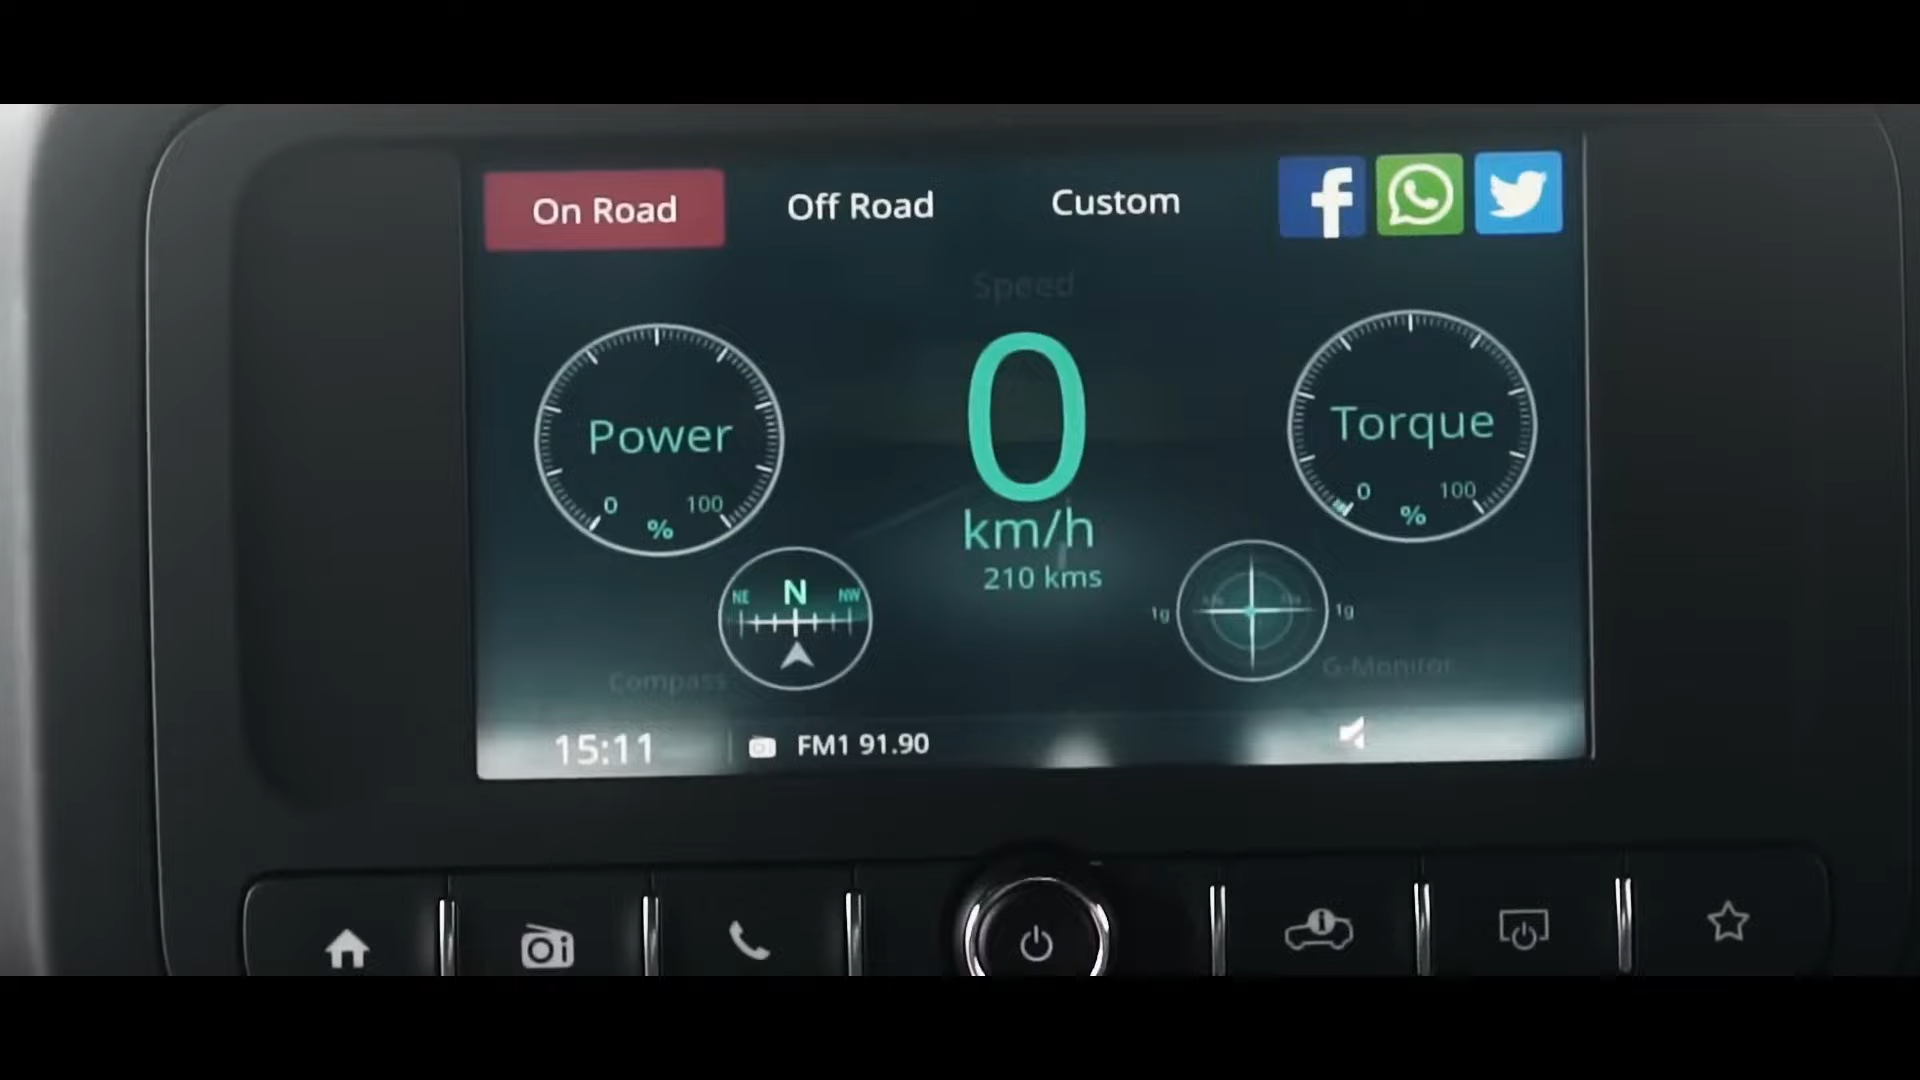 On Road
Off Road
Custom
f
Speed
Power
0
100
%
0
km/h
210 kms
Torque
0
100
%
NE
N
NW
Compass
1g
1g
G-Monitor
15:11
FM1 91.90
i